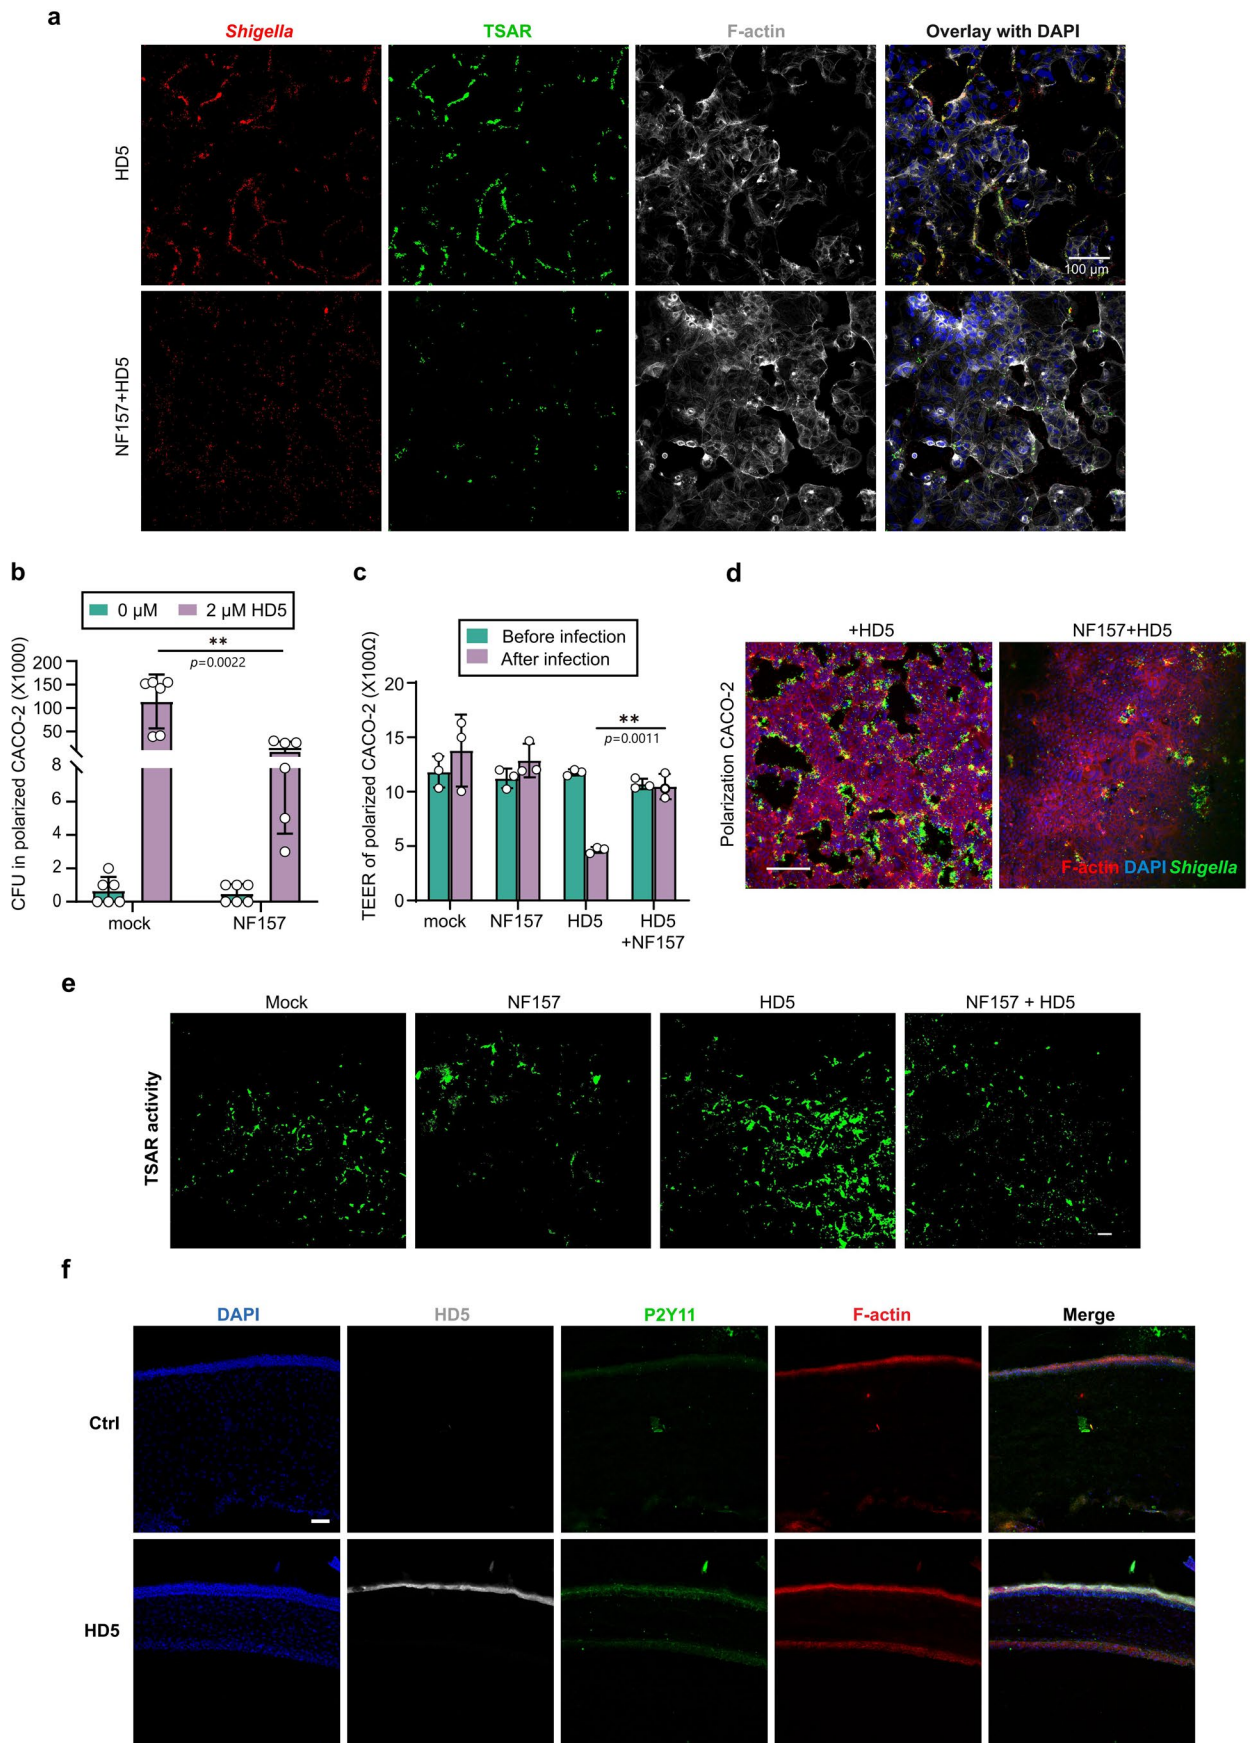 a
Shigella TSAR F-actin Overlay with DAPI
HD5
100 µm
NF157+HD5
b
0 µM 2 µM HD5
CFU in polarized CACO-2 (X1000)
**
p=0.0022
200
150
100
50
8
6
4
2
0
mock NF157
c
Before infection
After infection
TEER of polarized CACO-2 (X100Ω)
20
15
10
5
0
**
p=0.0011
mock NF157 HD5 HD5
+NF157
d
+HD5 NF157+HD5
Polarization CACO-2
F-actin DAPI Shigella
e
Mock NF157 HD5 NF157 + HD5
TSAR activity
f
DAPI HD5 P2Y11 F-actin Merge
Ctrl
HD5